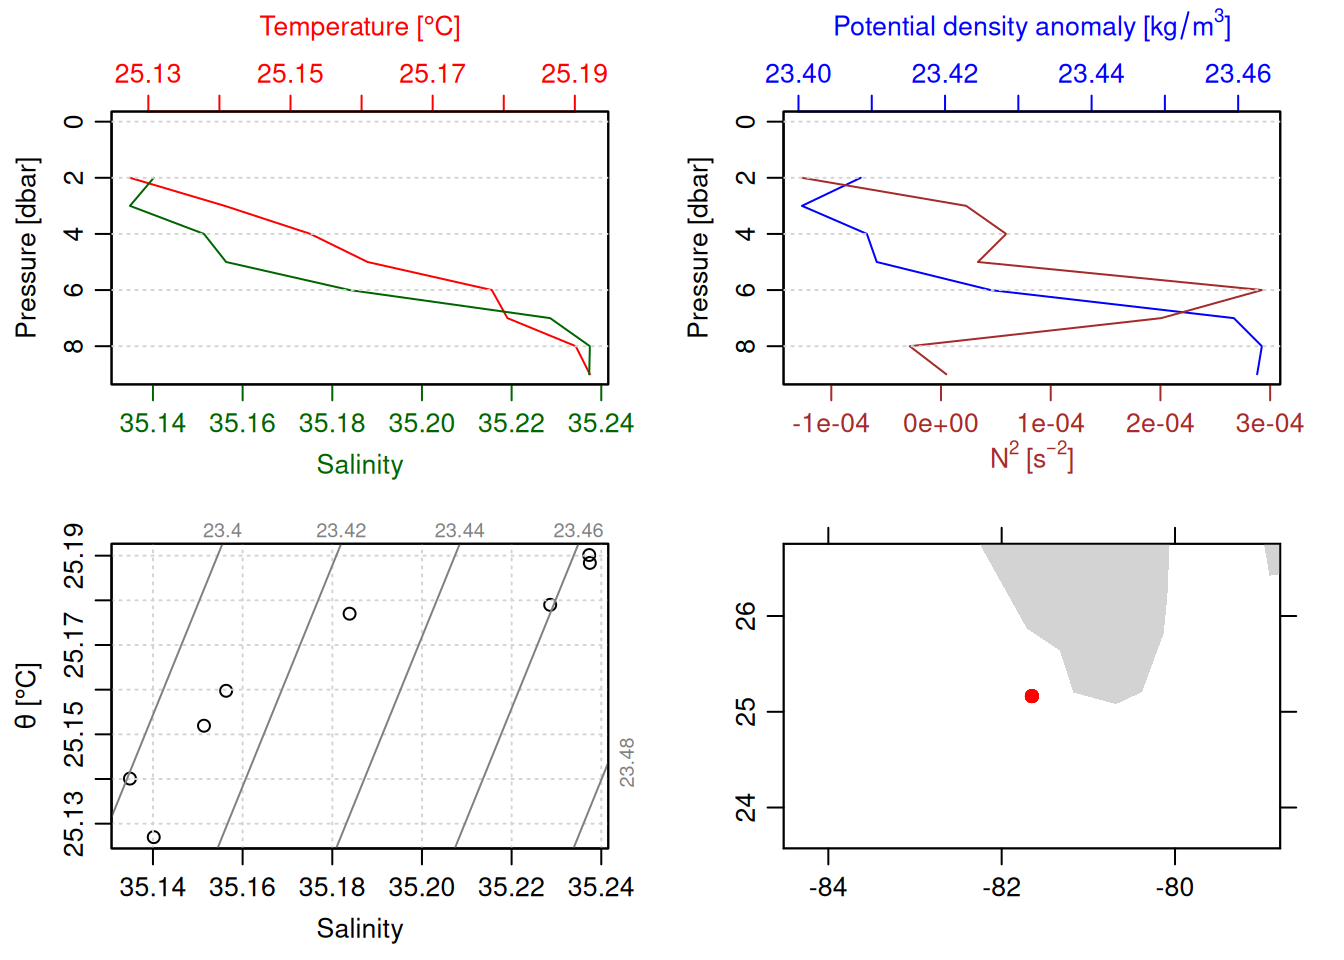 Temperature [°C]
25.13 25.15 25.17 25.19
Pressure [dbar]
0
2
4
6
8
35.14 35.16 35.18 35.20 35.22 35.24
Salinity
Potential density anomaly [kg/m³]
23.40 23.42 23.44 23.46
Pressure [dbar]
0
2
4
6
8
-1e-04 0e+00 1e-04 2e-04 3e-04
N² [s⁻²]
23.4 23.42 23.44 23.46
23.48
θ [°C]
25.19
25.17
25.15
25.13
35.14 35.16 35.18 35.20 35.22 35.24
Salinity
26
25
24
-84 -82 -80